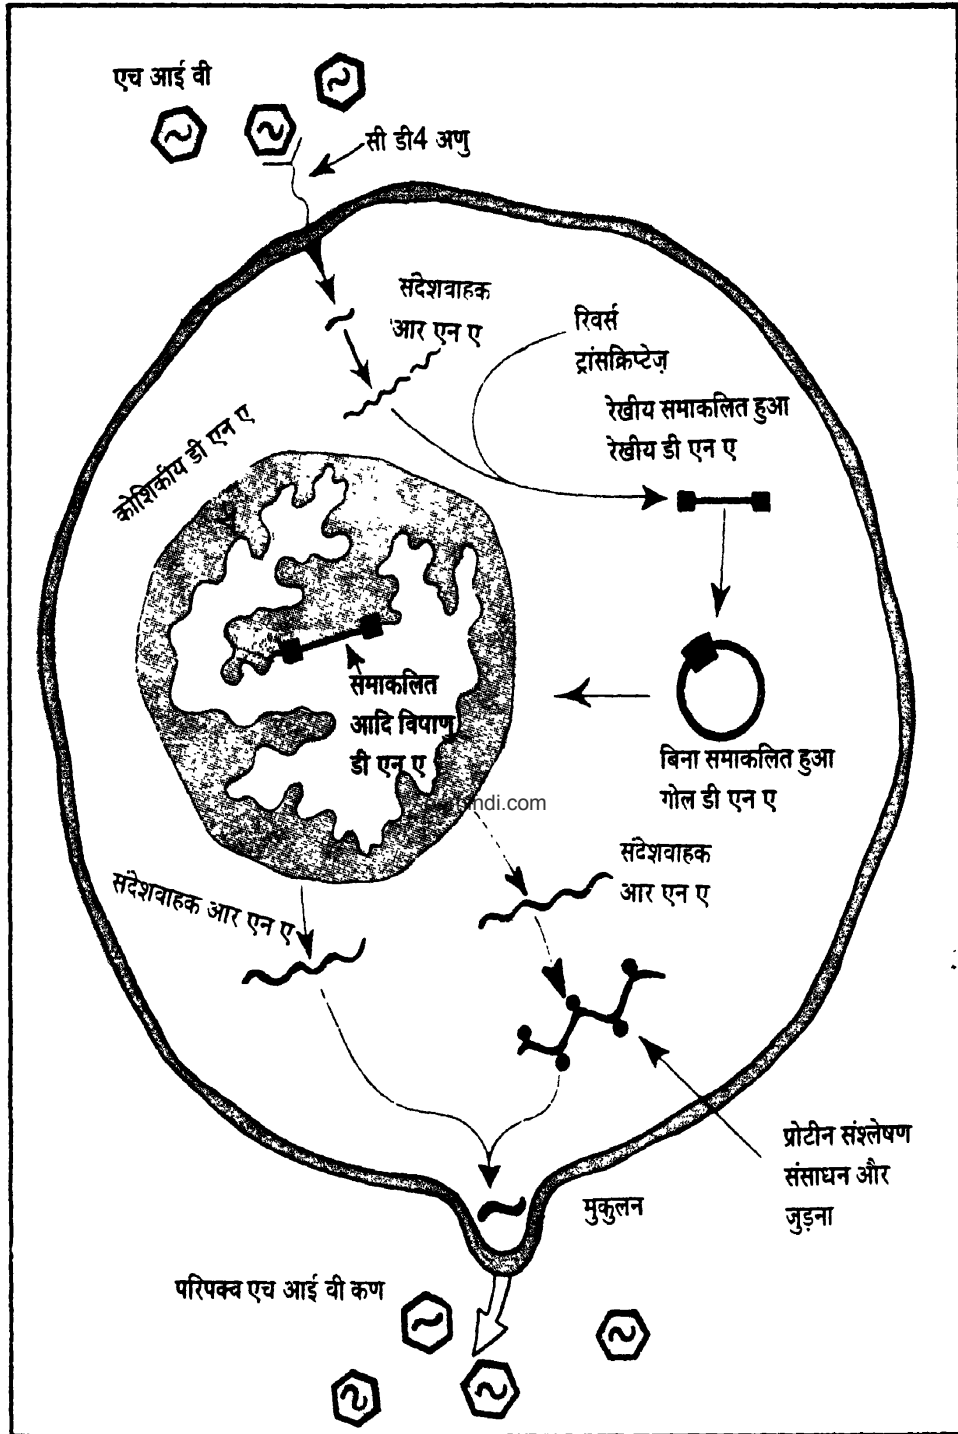 एच आई वी
सी डी4 अणु
संदेशवाहक
आर एन ए
रिवर्स
ट्रांसक्रिप्टेज़
रेखीय समाकलित हुआ
रेखीय डी एन ए
कोशिकीय डी एन ए
समाकलित
आदि विषाणु
डी एन ए
बिना समाकलित हुआ
गोल डी एन ए
ndi.com
संदेशवाहक
आर एन ए
संदेशवाहक आर एन ए
प्रोटीन संश्लेषण
संसाधन और
जुड़ना
मुकुलन
परिपक्व एच आई वी कण